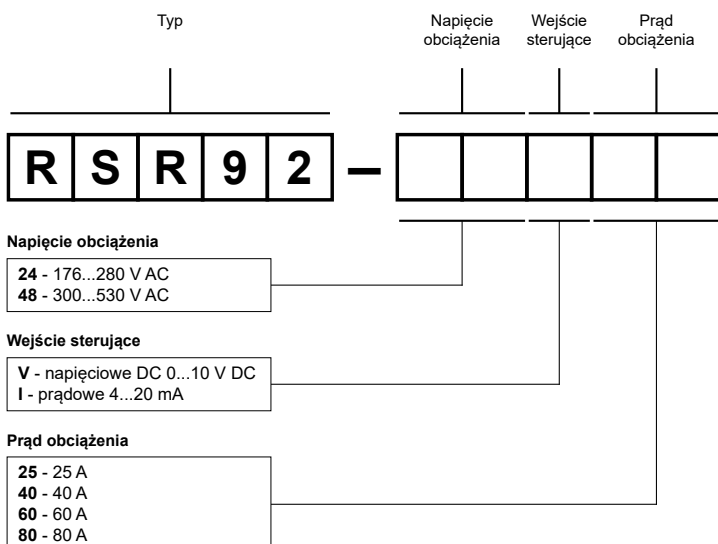 Typ
Napięcie obciążenia
Wejście sterujące
Prąd obciążenia
RSR92 –
Napięcie obciążenia
24 - 176...280 V AC
48 - 300...530 V AC
Wejście sterujące
V - napięciowe DC 0...10 V DC
I - prądowe 4...20 mA
Prąd obciążenia
25 - 25 A
40 - 40 A
60 - 60 A
80 - 80 A